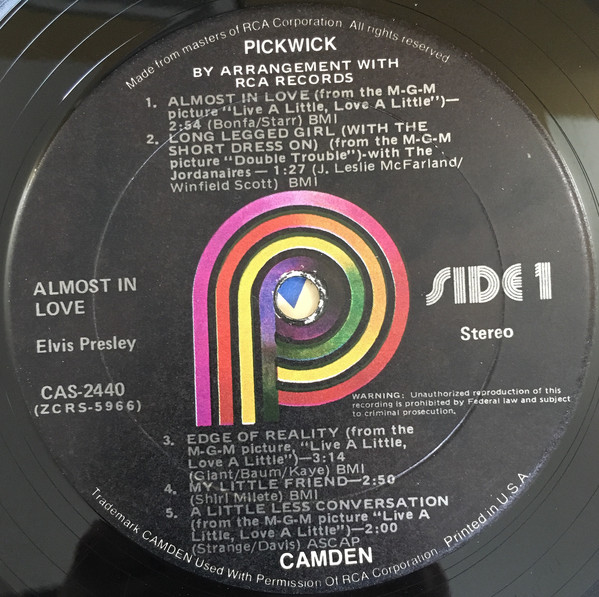 Made from masters of RCA Corporation. All rights reserved
PICKWICK
BY ARRANGEMENT WITH
RCA RECORDS
1. ALMOST IN LOVE (from the M-G-M
picture "Live A Little, Love A Little")—
2:54 (Bonfa/Starr) BMI
2. LONG LEGGED GIRL (WITH THE
SHORT DRESS ON) (from the M-G-M
picture "Double Trouble")-with The
Jordanaires — 1:27 (J. Leslie McFarland/
Winfield Scott) BMI
ALMOST IN
LOVE
Elvis Presley
CAS-2440
(ZCRS-5966)
SIDE 1
Stereo
WARNING: Unauthorized reproduction of this
recording is prohibited by Federal law and subject
to criminal prosecution.
3. EDGE OF REALITY (from the
M-G-M picture, "Live A Little,
Love A Little")—3:14
(Giant/Baum/Kaye) BMI
4. MY LITTLE FRIEND—2:50
(Shirl Milete) BMI
5. A LITTLE LESS CONVERSATION
(from the M-G-M picture "Live A
Little, Love A Little")—2:00
(Strange/Davis) ASCAP
CAMDEN
Trademark CAMDEN Used With Permission Of RCA Corporation. Printed in U.S.A.